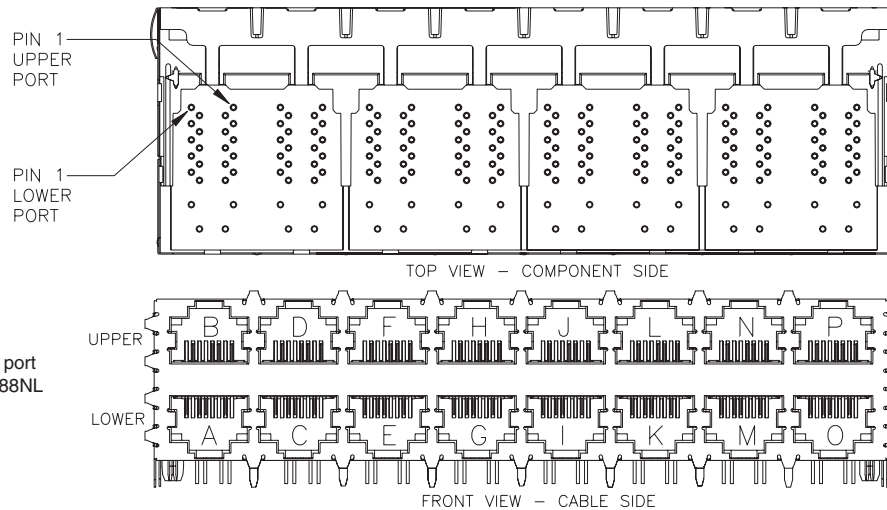 PIN 1
UPPER
PORT
PIN 1
LOWER
PORT
TOP VIEW – COMPONENT SIDE
UPPER
B D F H J L N P
port
88NL
LOWER
A C E G I K M O
FRONT VIEW – CABLE SIDE